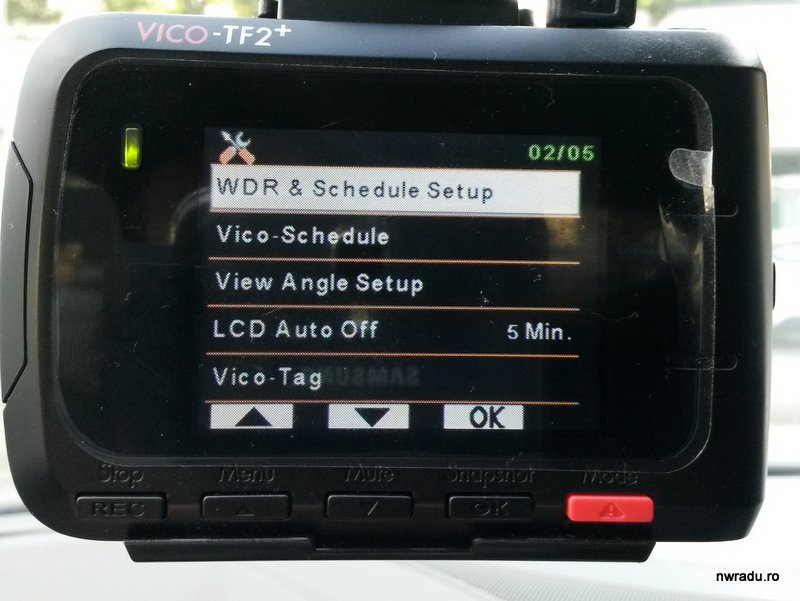 VICO-TF2+
02/05
WDR & Schedule Setup
Vico-Schedule
View Angle Setup
LCD Auto Off 5 Min.
Vico-Tag
SAMSUNG
OK
Stop Menu Mute Snapshot Mode
REC OK
nwradu.ro